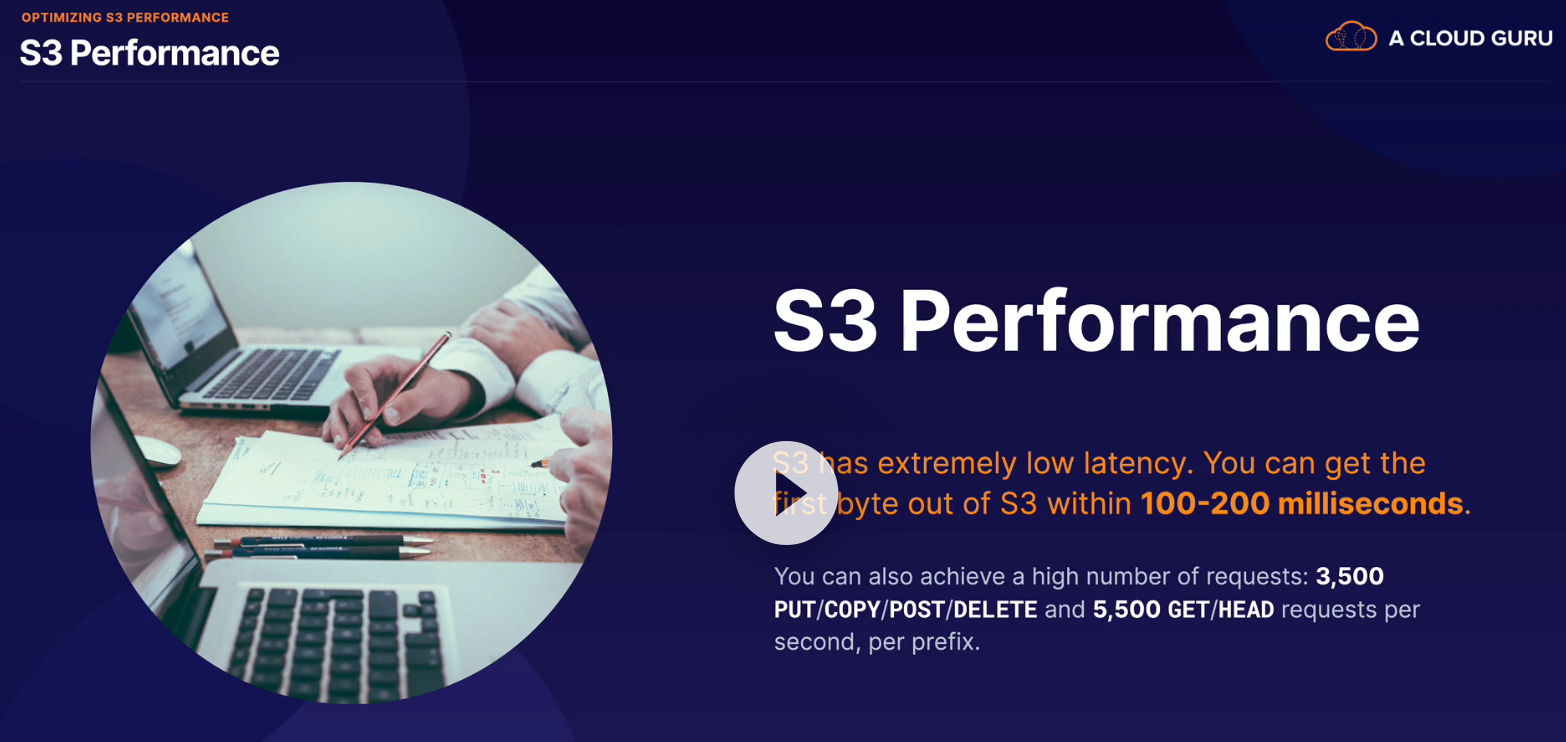 OPTIMIZING S3 PERFORMANCE
S3 Performance
A CLOUD GURU
S3 Performance
S3 has extremely low latency. You can get the
first byte out of S3 within 100-200 milliseconds.
You can also achieve a high number of requests: 3,500
PUT/COPY/POST/DELETE and 5,500 GET/HEAD requests per
second, per prefix.